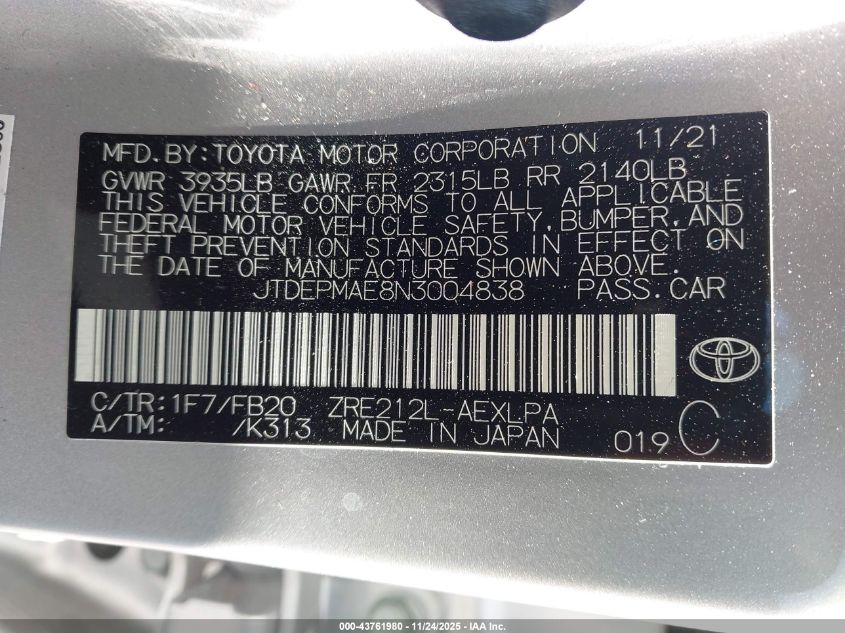 MFD. BY: TOYOTA MOTOR CORPORATION 11/21
GVWR 3935LB GAWR FR 2315LB RR 2140LB
THIS VEHICLE CONFORMS TO ALL APPLICABLE
FEDERAL MOTOR VEHICLE SAFETY, BUMPER, AND
THEFT PREVENTION STANDARDS IN EFFECT ON
THE DATE OF MANUFACTURE SHOWN ABOVE.
JTDEPMAE8N3004838 PASS. CAR
C/TR: 1F7/FB20 ZRE212L-AEXLPA
A/TM: /K313 MADE IN JAPAN 019 C
000-43761980 - 11/24/2025 - IAA, Inc.